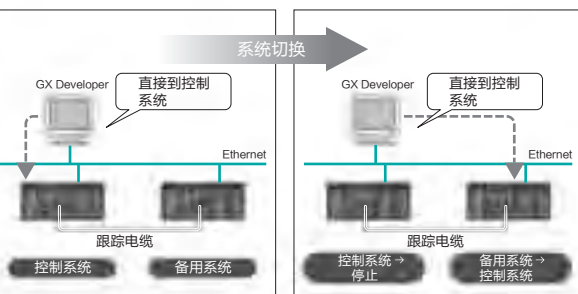 系统切换
GX Developer
直接到控制
系统
Ethernet
跟踪电缆
控制系统
备用系统
GX Developer
直接到控制
系统
Ethernet
跟踪电缆
控制系统→
停止
备用系统→
控制系统